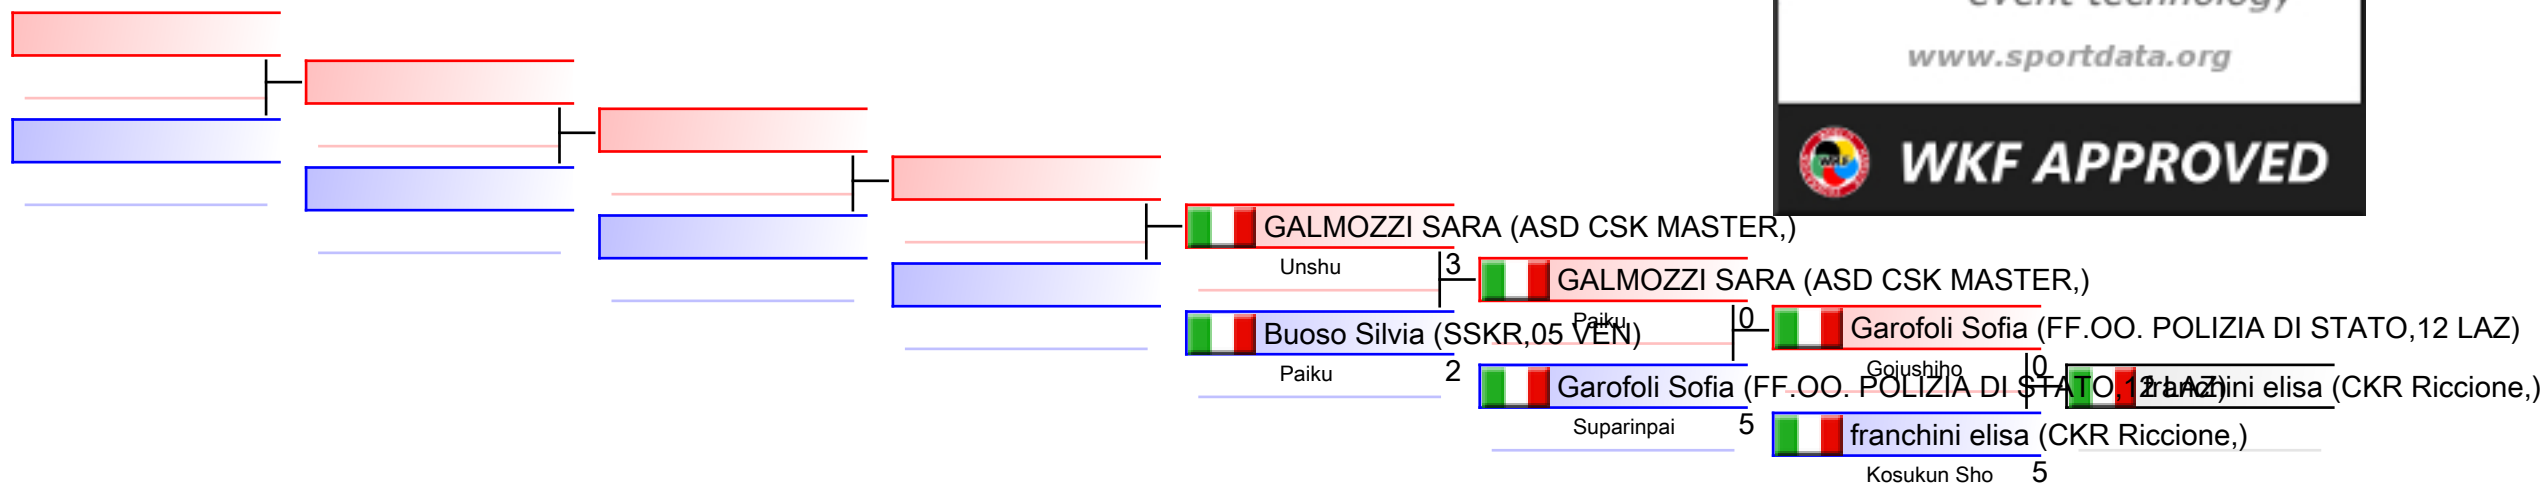 event technology
www.sportdata.org
WKF APPROVED
GALMOZZI SARA (ASD CSK MASTER,)
Unshu
3
Buoso Silvia (SSKR,05 VEN)
Paiku
2
GALMOZZI SARA (ASD CSK MASTER,)
Paiku
0
Garofoli Sofia (FF.OO. POLIZIA DI STATO,12 LAZ)
Suparinpai
5
Garofoli Sofia (FF.OO. POLIZIA DI STATO,12 LAZ)
Gojushiho
0
franchini elisa (CKR Riccione,)
Kosukun Sho
5
franchini elisa (CKR Riccione,)